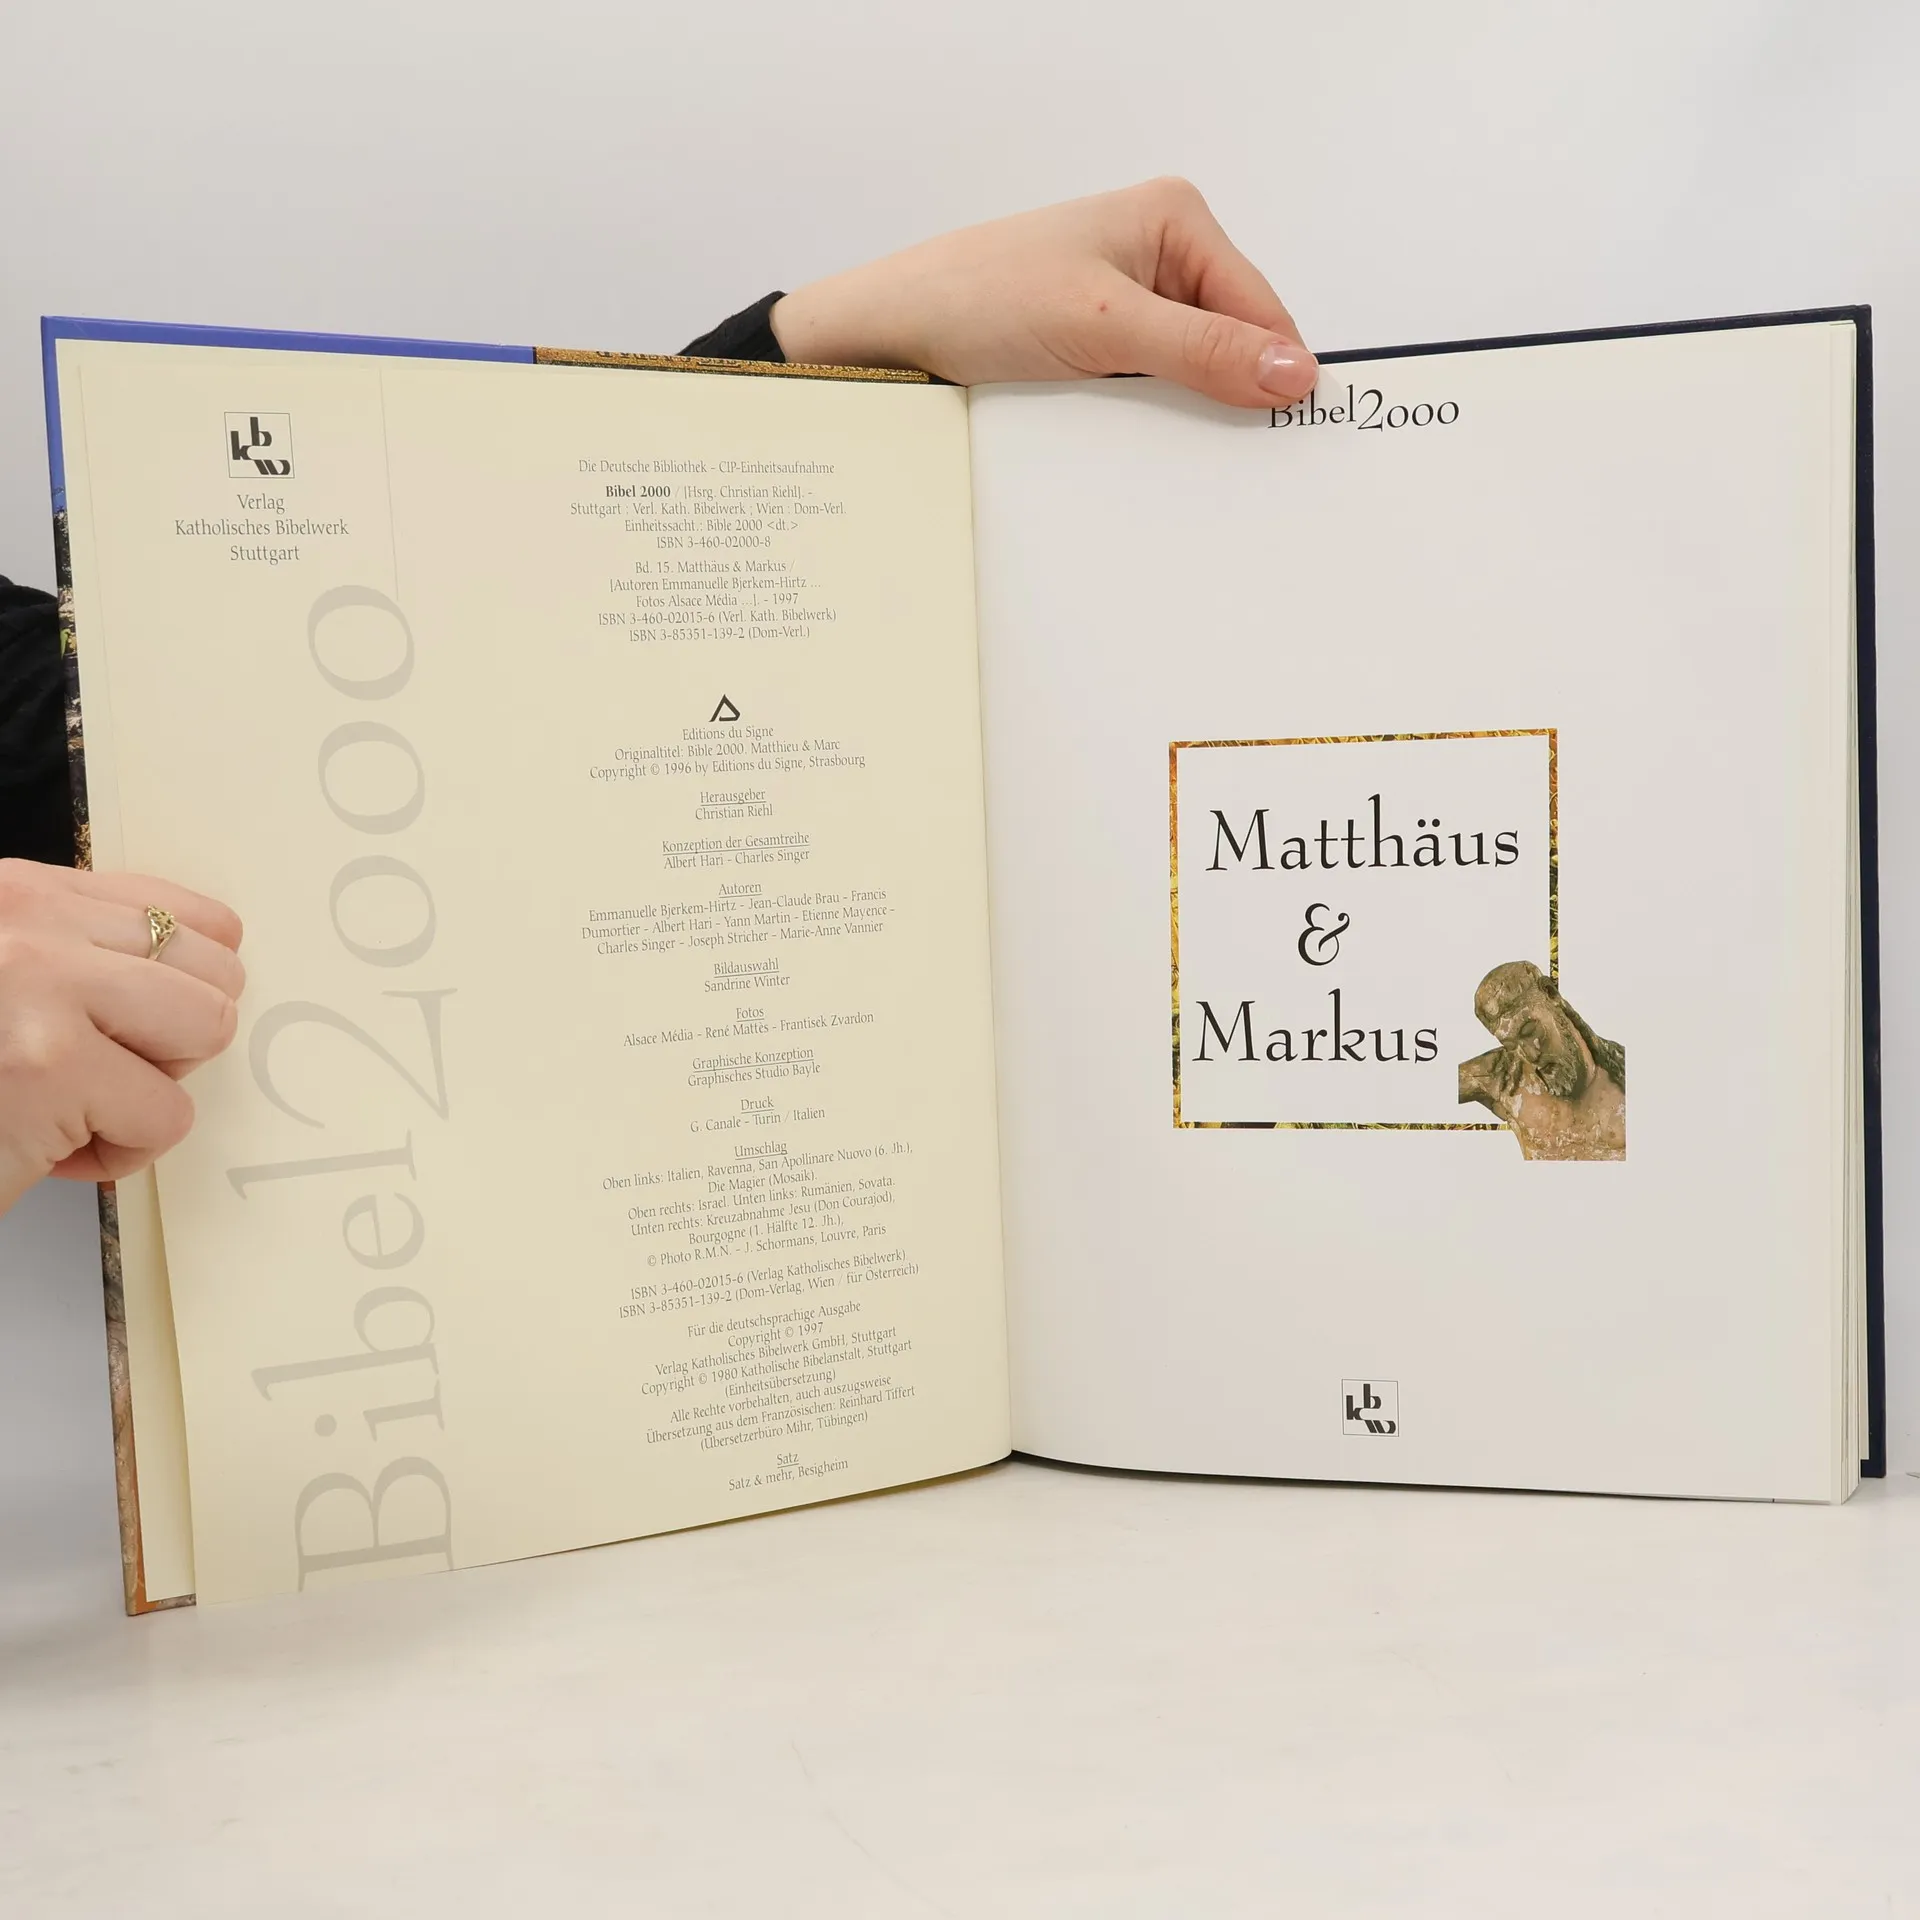 kbw
Verlag
Katholisches Bibelwerk
Stuttgart
Bibel2000
Die Deutsche Bibliothek – CIP-Einheitsaufnahme
Bibel 2000 / [Hsrg. Christian Riehl]. –
Stuttgart : Verl. Kath. Bibelwerk ; Wien : Dom-Verl.
Einheitssacht.: Bible 2000 <dt.>
ISBN 3-460-02000-8
Bd. 15. Matthäus & Markus /
[Autoren Emmanuelle Bjerkem-Hirtz ...
Fotos Alsace Média ...]. - 1997
ISBN 3-460-02015-6 (Verl. Kath. Bibelwerk)
ISBN 3-85351-139-2 (Dom-Verl.)
Editions du Signe
Originaltitel: Bible 2000. Matthieu & Marc
Copyright © 1996 by Editions du Signe, Strasbourg
Herausgeber
Christian Riehl
Konzeption der Gesamtreihe
Albert Hari – Charles Singer
Autoren
Emmanuelle Bjerkem-Hirtz – Jean-Claude Brau – Francis
Dumortier – Albert Hari – Yann Martin – Etienne Mayence –
Charles Singer – Joseph Stricher – Marie-Anne Vannier
Bildauswahl
Sandrine Winter
Fotos
Alsace Média – René Mattès – Frantisek Zvardon
Graphische Konzeption
Graphisches Studio Bayle
Druck
G. Canale – Turin / Italien
Umschlag
Oben links: Italien, Ravenna, San Apollinare Nuovo (6. Jh.),
Die Magier (Mosaik).
Oben rechts: Israel. Unten links: Rumänien, Sovata.
Unten rechts: Kreuzabnahme Jesu (Don Courajod),
Bourgogne (1. Hälfte 12. Jh.),
© Photo R.M.N. – J. Schormans, Louvre, Paris
ISBN 3-460-02015-6 (Verlag Katholisches Bibelwerk)
ISBN 3-85351-139-2 (Dom-Verlag, Wien / für Österreich)
Für die deutschsprachige Ausgabe
Copyright © 1997
Verlag Katholisches Bibelwerk GmbH, Stuttgart
Copyright © 1980 Katholische Bibelanstalt, Stuttgart
(Einheitsübersetzung)
Alle Rechte vorbehalten, auch auszugsweise
Übersetzung aus dem Französischen: Reinhard Tiffert
(Übersetzerbüro Mihr, Tübingen)
Satz
Satz & mehr, Besigheim
Bibel2000
Matthäus
&
Markus
kbw